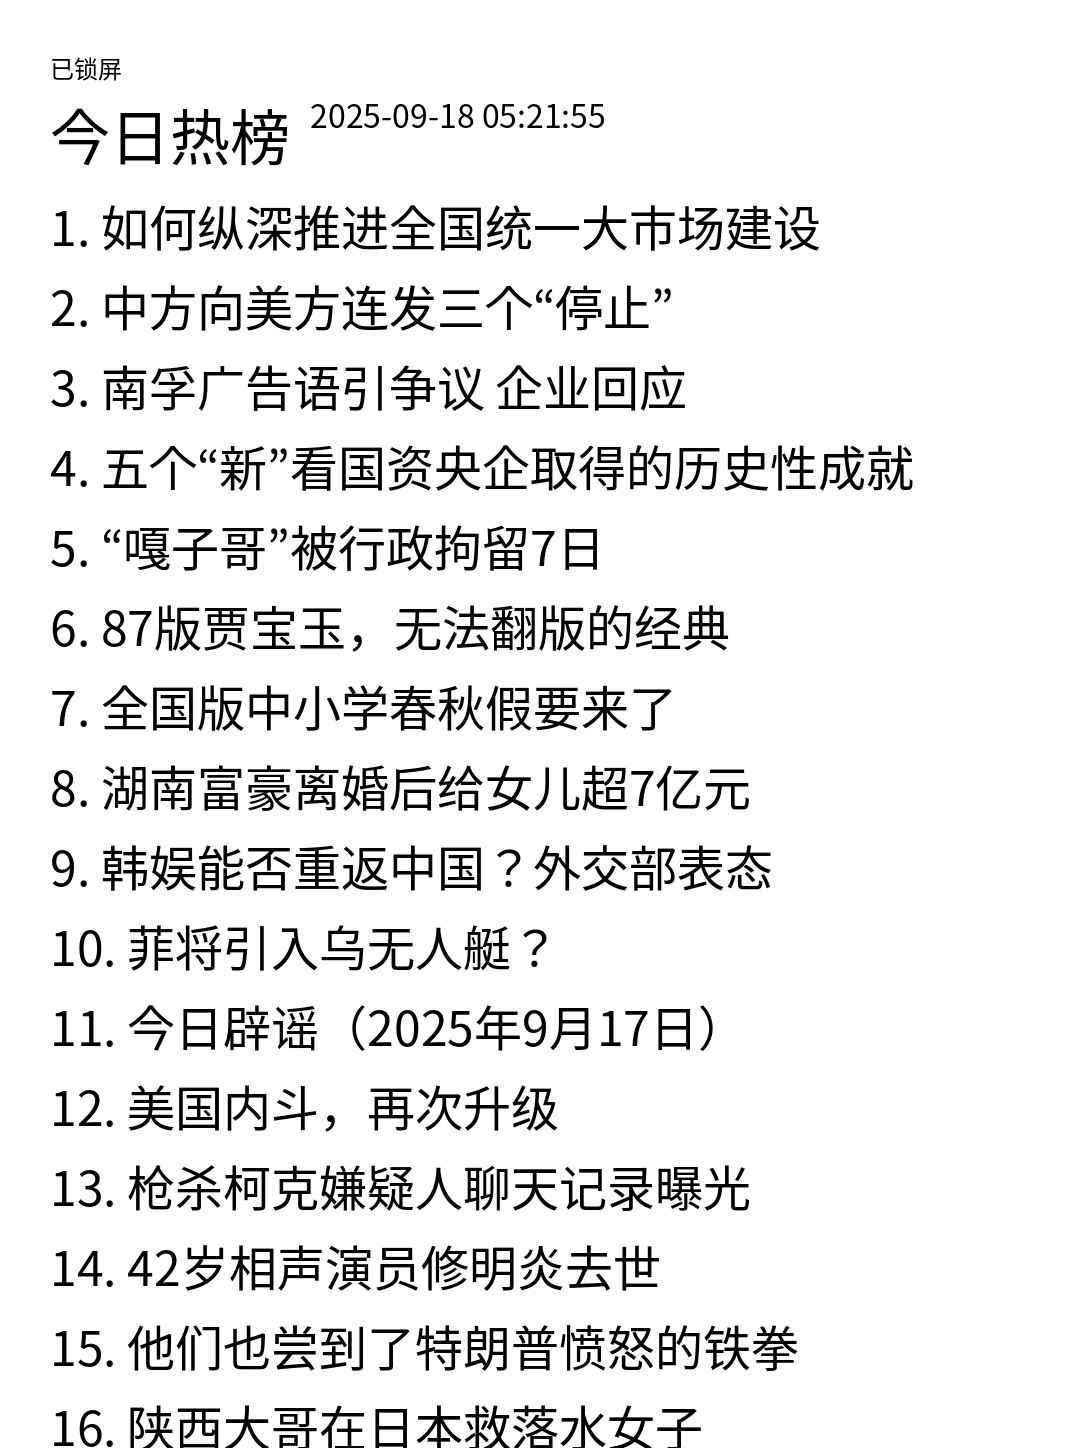 已锁屏
今日热榜 2025-09-18 05:21:55
1. 如何纵深推进全国统一大市场建设
2. 中方向美方连发三个“停止”
3. 南孚广告语引争议 企业回应
4. 五个“新”看国资央企取得的历史性成就
5. “嘎子哥”被行政拘留7日
6. 87版贾宝玉，无法翻版的经典
7. 全国版中小学春秋假要来了
8. 湖南富豪离婚后给女儿超7亿元
9. 韩娱能否重返中国？外交部表态
10. 菲将引入乌无人艇？
11. 今日辟谣（2025年9月17日）
12. 美国内斗，再次升级
13. 枪杀柯克嫌疑人聊天记录曝光
14. 42岁相声演员修明炎去世
15. 他们也尝到了特朗普愤怒的铁拳
16. 陕西大哥在日本救落水女子